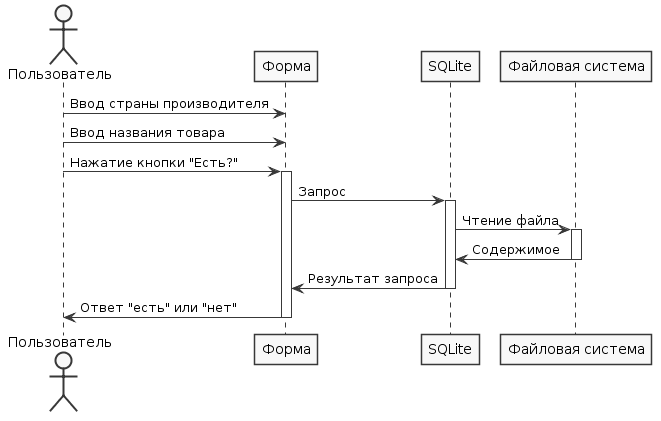 Пользователь
Форма
SQLite
Файловая система
Ввод страны производителя
Ввод названия товара
Нажатие кнопки "Есть?"
Запрос
Чтение файла
Содержимое
Результат запроса
Ответ "есть" или "нет"
Пользователь
Форма
SQLite
Файловая система